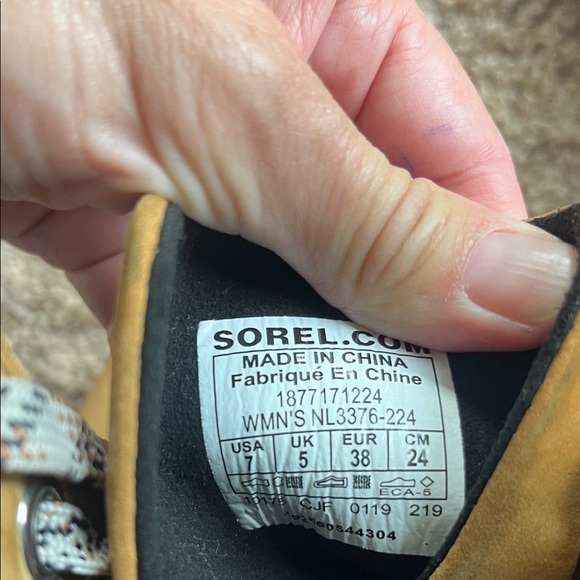 SOREL.COM
MADE IN CHINA
Fabriqué En Chine
1877171224
WMN'S NL3376-224
USA UK EUR CM
7 5 38 24
ECA-5
10175 CJF 0119 219